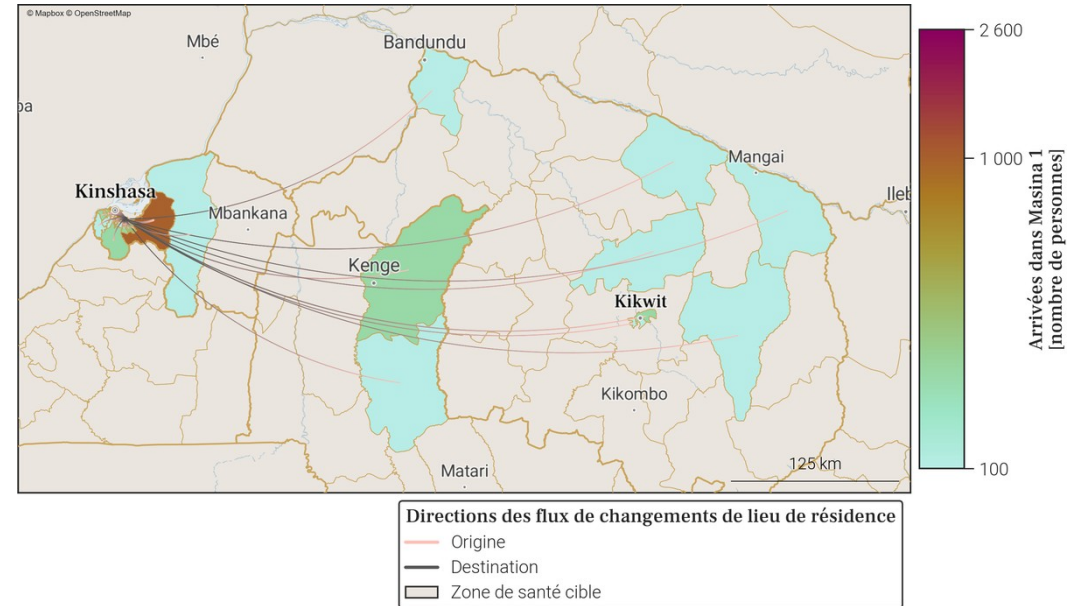 © Mapbox © OpenStreetMap
Mbé
Bandundu
2 600
ba
Mangai
1 000
Kinshasa
Ileb
Mbankana
Kenge
Kikwit
Kikombo
Matari
125 km
100
Arrivées dans Masina 1
[nombre de personnes]
Directions des flux de changements de lieu de résidence
Origine
Destination
Zone de santé cible